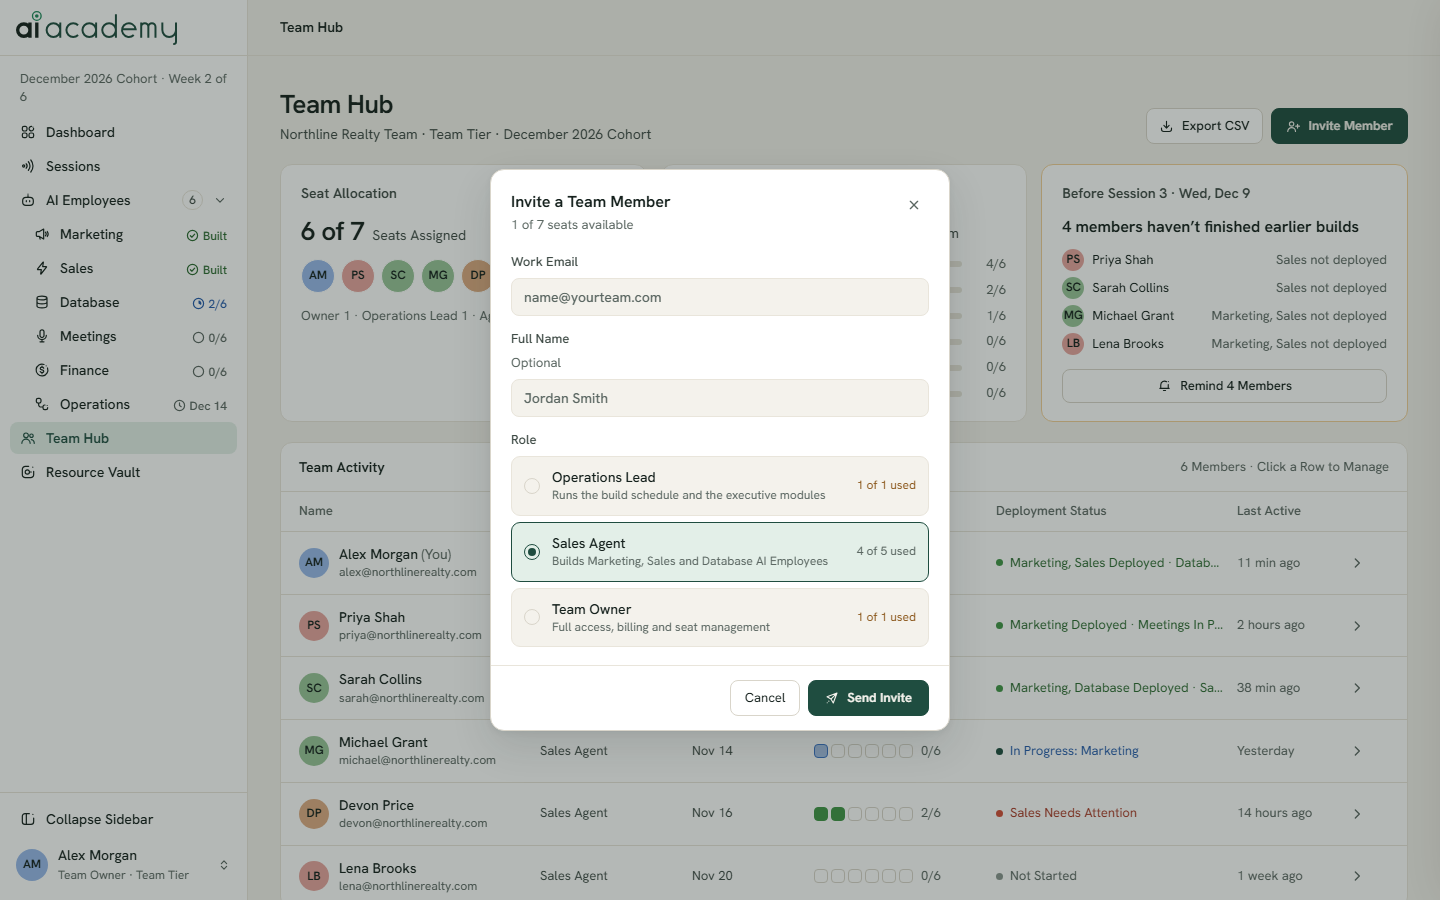 ai academy
Team Hub
December 2026 Cohort · Week 2 of
6
Dashboard
Sessions
AI Employees 6
Marketing Built
Sales Built
Database 2/6
Meetings 0/6
Finance 0/6
Operations Dec 14
Team Hub
Resource Vault
Collapse Sidebar
AM Alex Morgan
Team Owner · Team Tier
Team Hub
Northline Realty Team · Team Tier · December 2026 Cohort
Export CSV
Invite Member
Seat Allocation
6 of 7 Seats Assigned
AM PS SC MG DP
Owner 1 · Operations Lead 1 ·
4/6
2/6
1/6
0/6
0/6
0/6
Before Session 3 · Wed, Dec 9
4 members haven’t finished earlier builds
PS Priya Shah Sales not deployed
SC Sarah Collins Sales not deployed
MG Michael Grant Marketing, Sales not deployed
LB Lena Brooks Marketing, Sales not deployed
Remind 4 Members
Invite a Team Member
1 of 7 seats available
Work Email
name@yourteam.com
Full Name
Optional
Jordan Smith
Role
Operations Lead
Runs the build schedule and the executive modules
1 of 1 used
Sales Agent
Builds Marketing, Sales and Database AI Employees
4 of 5 used
Team Owner
Full access, billing and seat management
1 of 1 used
Cancel
Send Invite
Team Activity
6 Members · Click a Row to Manage
Name Deployment Status Last Active
AM Alex Morgan (You)
alex@northlinerealty.com
Marketing, Sales Deployed · Datab... 11 min ago
PS Priya Shah
priya@northlinerealty.com
Marketing Deployed · Meetings In P... 2 hours ago
SC Sarah Collins
sarah@northlinerealty.com
Marketing, Database Deployed · Sa... 38 min ago
MG Michael Grant
michael@northlinerealty.com
Sales Agent Nov 14 0/6 In Progress: Marketing Yesterday
DP Devon Price
devon@northlinerealty.com
Sales Agent Nov 16 2/6 Sales Needs Attention 14 hours ago
LB Lena Brooks
lena@northlinerealty.com
Sales Agent Nov 20 0/6 Not Started 1 week ago